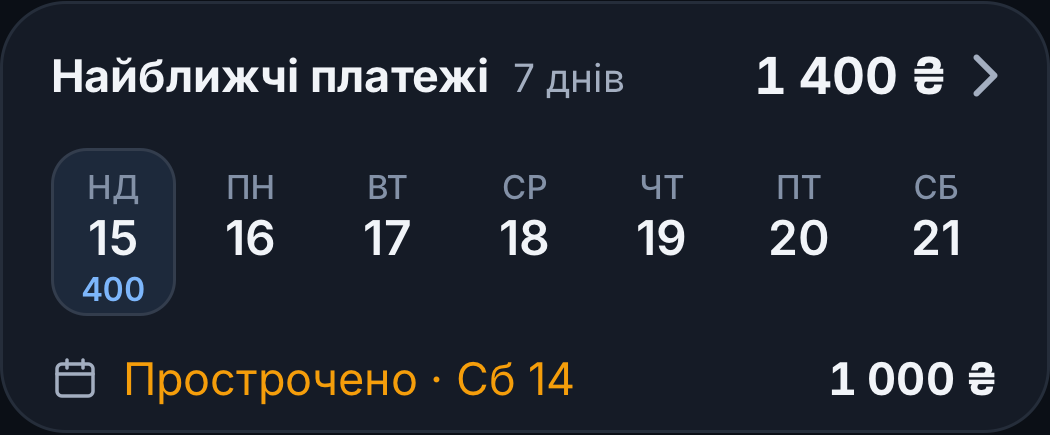 Найближчі платежі 7 днів 1 400 ₴
НД ПН ВТ СР ЧТ ПТ СБ
15 16 17 18 19 20 21
400
Прострочено · Сб 14 1 000 ₴